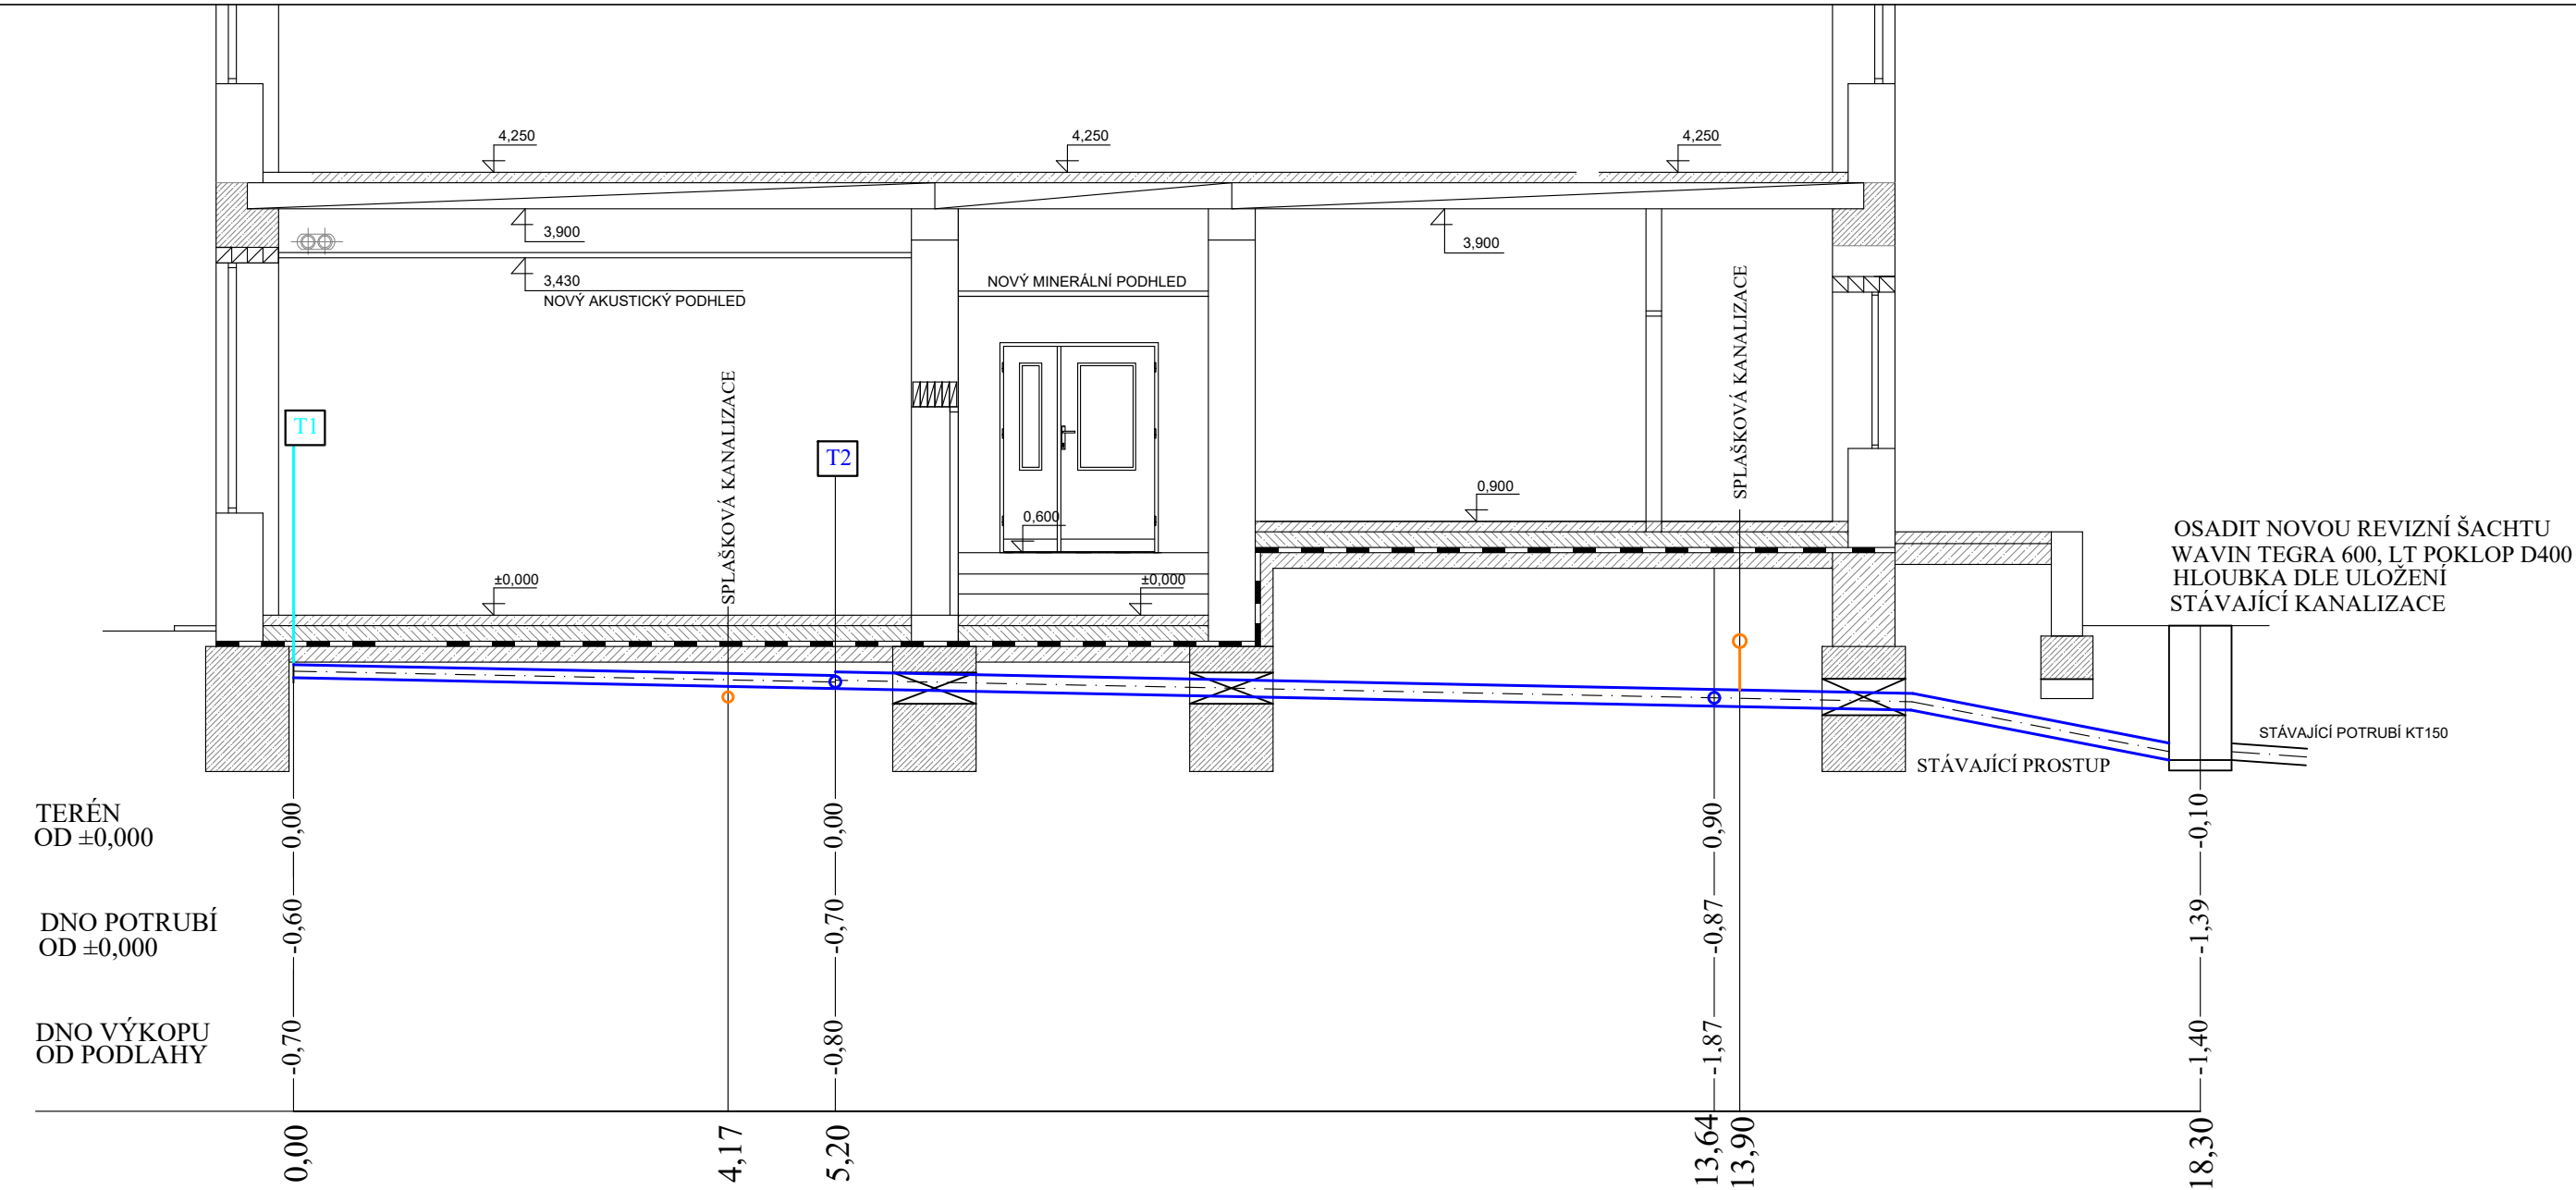 4,250
4,250
4,250
3,900
3,900
3,430
NOVÝ AKUSTICKÝ PODHLED
NOVÝ MINERÁLNÍ PODHLED
SPLAŠKOVÁ KANALIZACE
SPLAŠKOVÁ KANALIZACE
T1
T2
0,900
0,600
±0,000
±0,000
OSADIT NOVOU REVIZNÍ ŠACHTU
WAVIN TEGRA 600, LT POKLOP D400
HLOUBKA DLE ULOŽENÍ
STÁVAJÍCÍ KANALIZACE
STÁVAJÍCÍ POTRUBÍ KT150
STÁVAJÍCÍ PROSTUP
TERÉN
OD ±0,000
0,00
0,00
0,90
-0,10
DNO POTRUBÍ
OD ±0,000
-0,60
-0,70
-0,87
-1,39
DNO VÝKOPU
OD PODLAHY
-0,70
-0,80
-1,87
-1,40
0,00
4,17
5,20
13,64
13,90
18,30